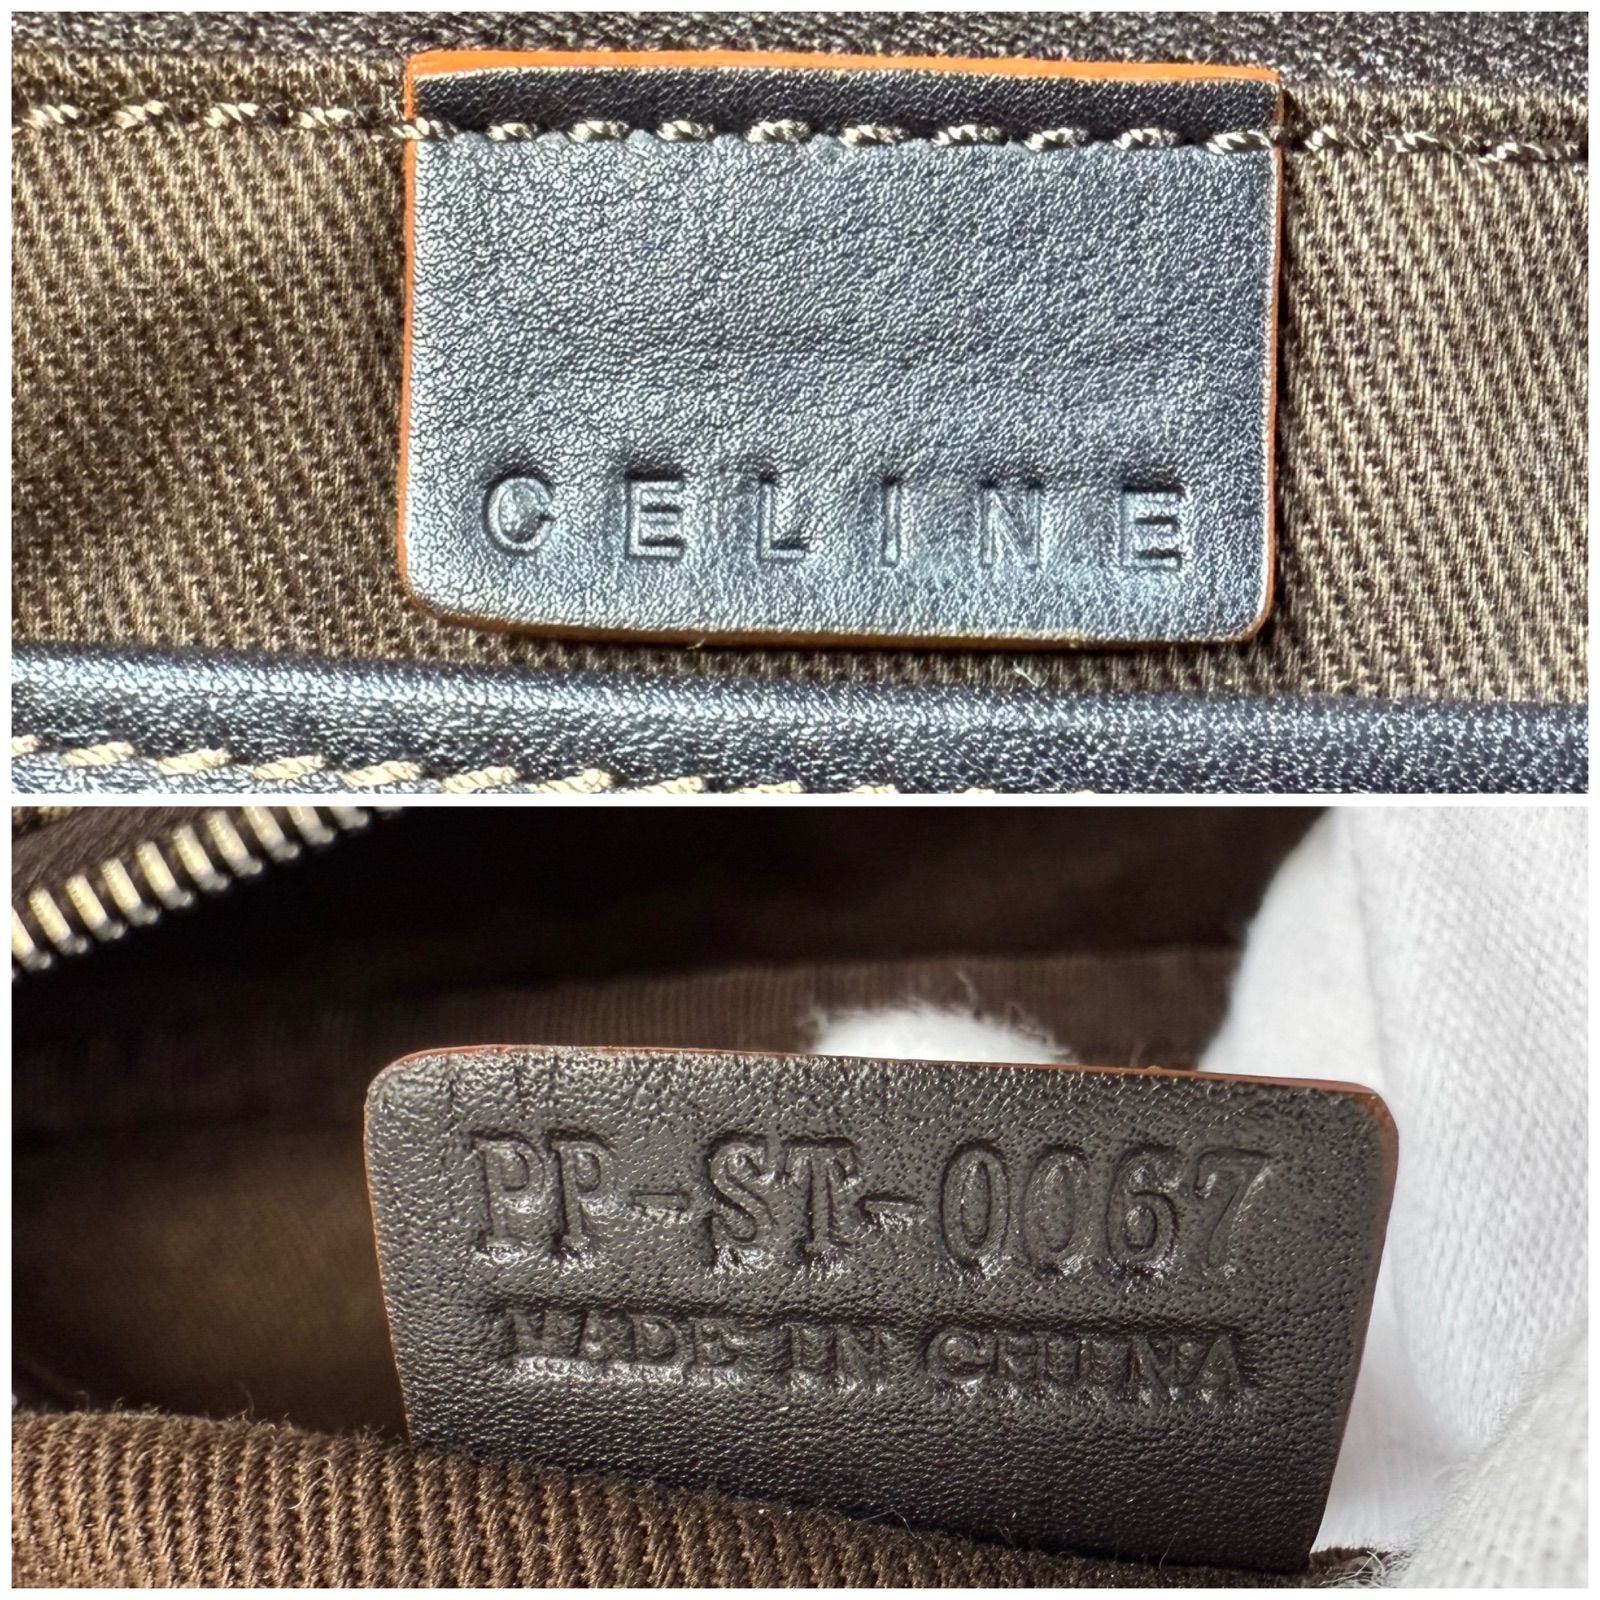 CELINE
PP-ST-0067
MADE IN CHINA